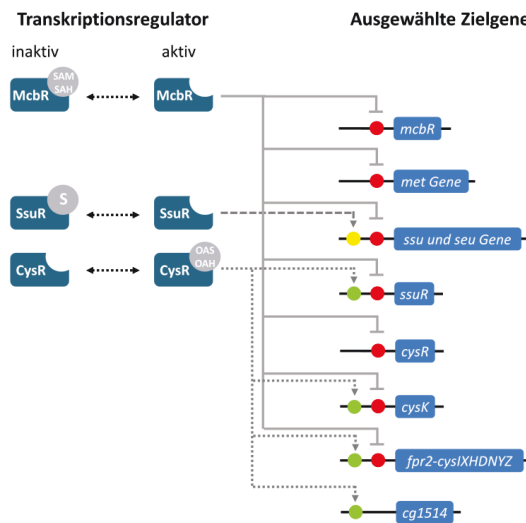 Transkriptionsregulator
Ausgewählte Zielgene
inaktiv
aktiv
SAM
SAH
McbR
McbR
mcbR
met Gene
S
SsuR
SsuR
ssu und seu Gene
OAS
OAH
CysR
CysR
ssuR
cysR
cysK
fpr2-cysIXHDNYZ
cg1514